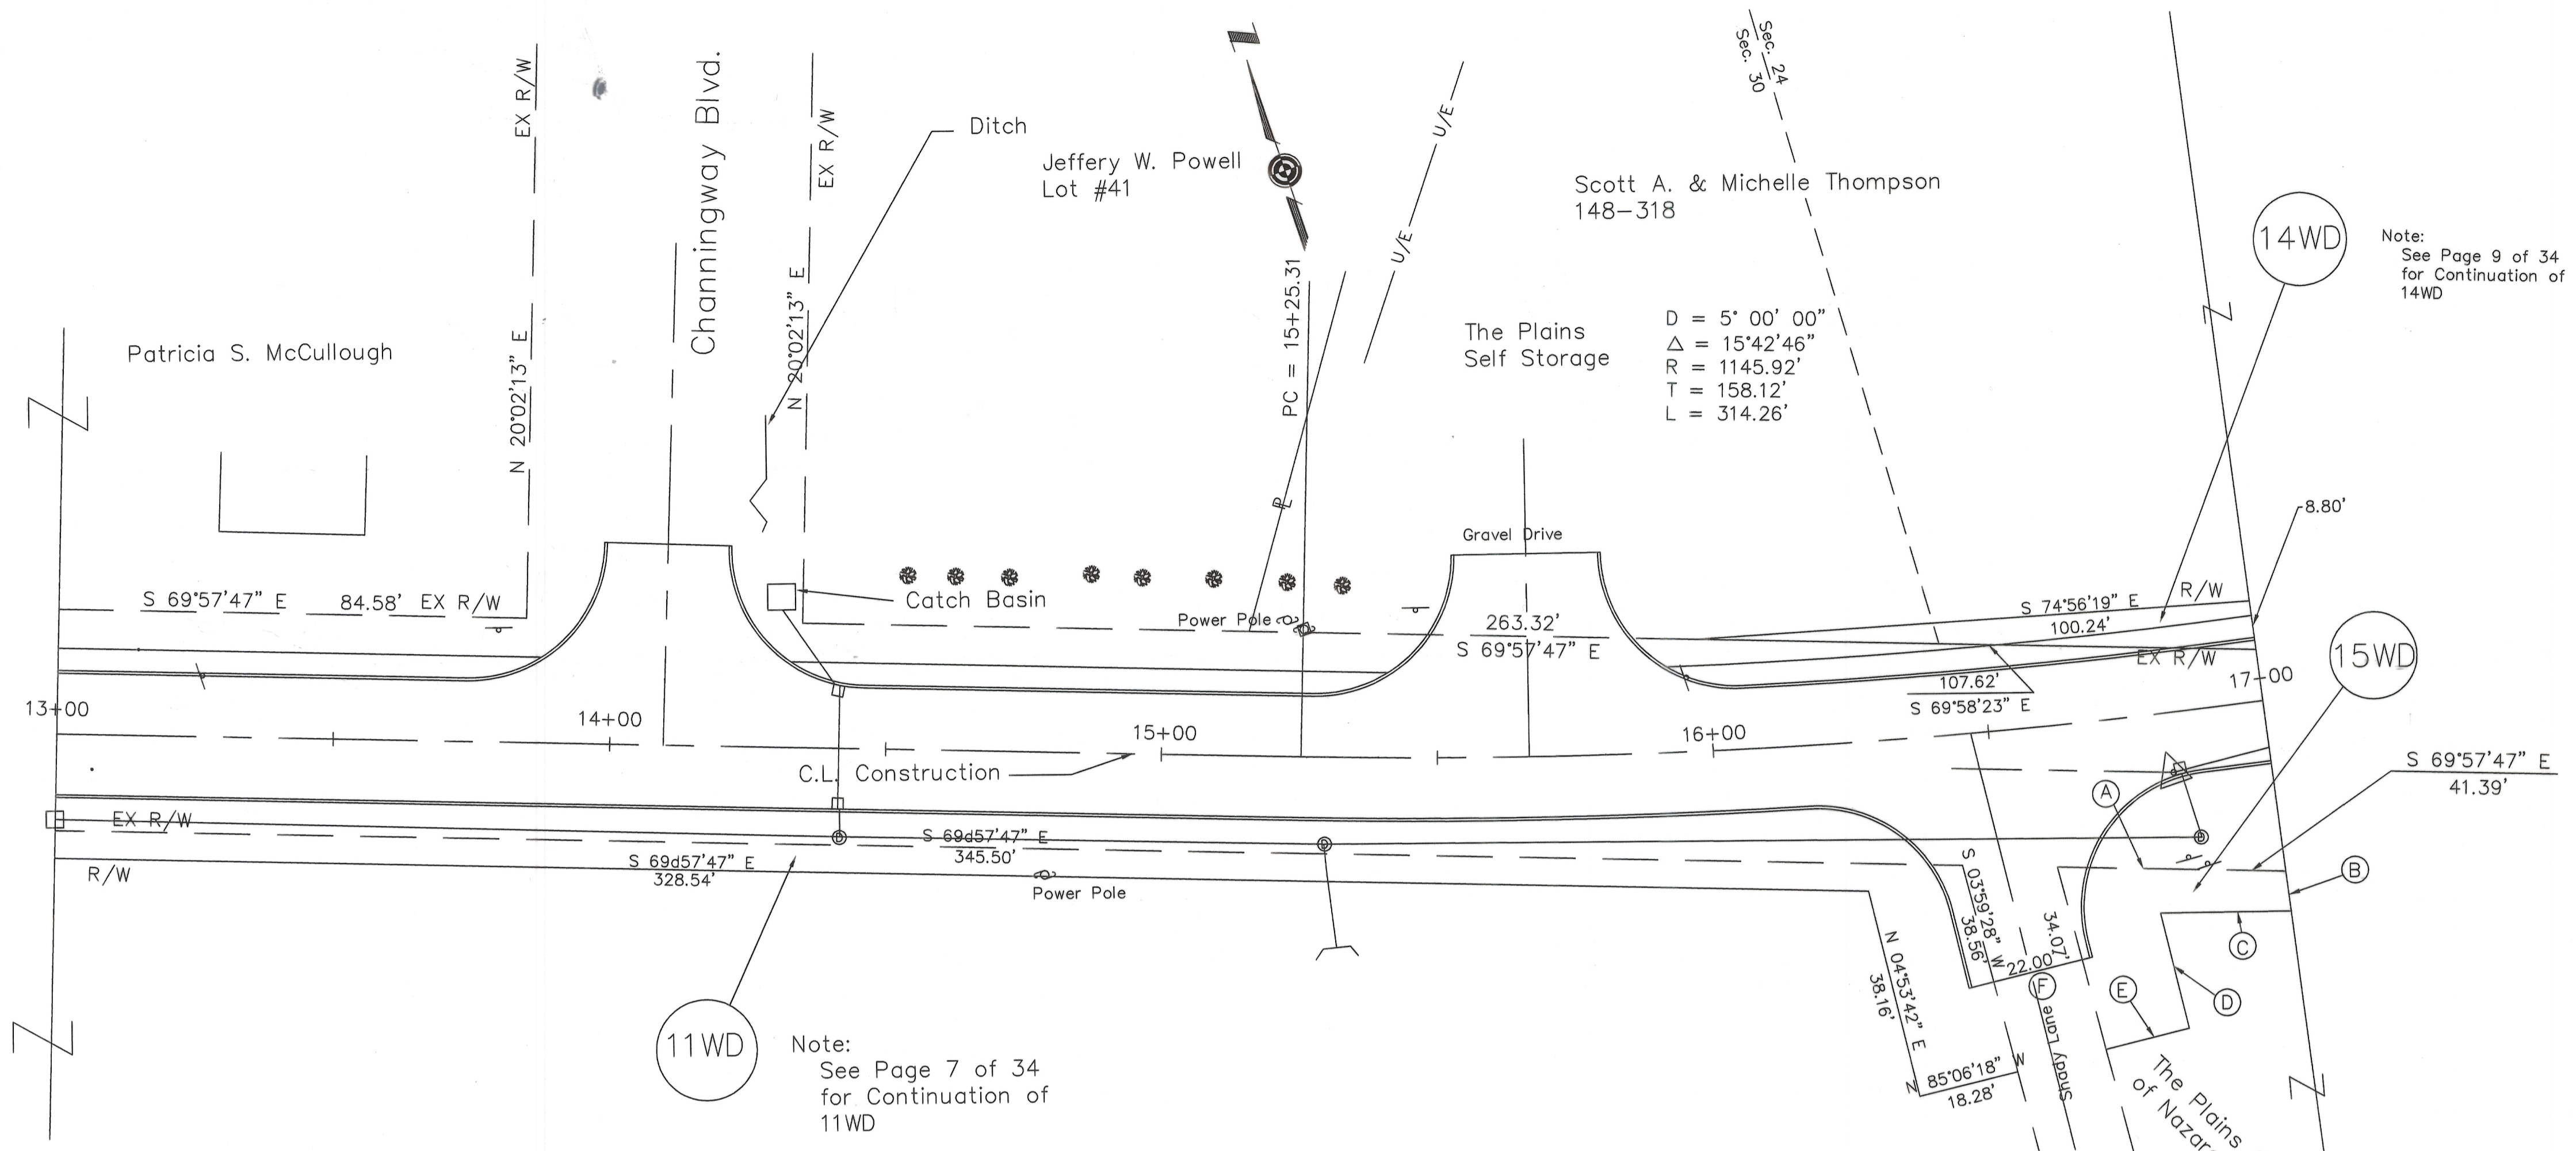 EX R/W
Channingway Blvd.
EX R/W
Ditch
Jeffery W. Powell
Lot #41
U/E
U/E
Sec. 24
Sec. 30
Scott A. & Michelle Thompson
148-318
14WD
Note:
See Page 9 of 34
for Continuation of
14WD
Patricia S. McCullough
N 20°02'13" E
N 20°02'13" E
PC = 15+25.31
The Plains
Self Storage
D = 5° 00' 00"
△ = 15°42'46"
R = 1145.92'
T = 158.12'
L = 314.26'
PL
Gravel Drive
8.80'
S 69°57'47" E 84.58' EX R/W
Catch Basin
Power Pole
263.32'
S 69°57'47" E
S 74°56'19" E R/W
100.24'
EX R/W
15WD
107.62'
S 69°58'23" E
13+00
14+00
15+00
16+00
17+00
C.L. Construction
S 69°57'47" E
41.39'
A
EX R/W
D
S 69d57'47" E
345.50'
D
D
S 69d57'47" E
328.54'
R/W
Power Pole
B
C
S 03°59'28" W
38.56'
34.07'
22.00'
F
E
D
N 04°53'42" E
38.16'
Shady Lane
N 85°06'18" W
18.28'
11WD
Note:
See Page 7 of 34
for Continuation of
11WD
The Plains
of Nazar